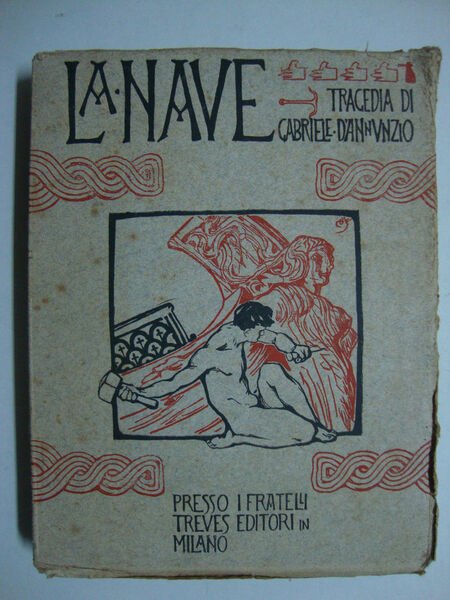 LA·NAVE
TRAGEDIA DI
GABRIELE·D'ANNVNZIO
PRESSO I FRATELLI
TREVES EDITORI IN
MILANO